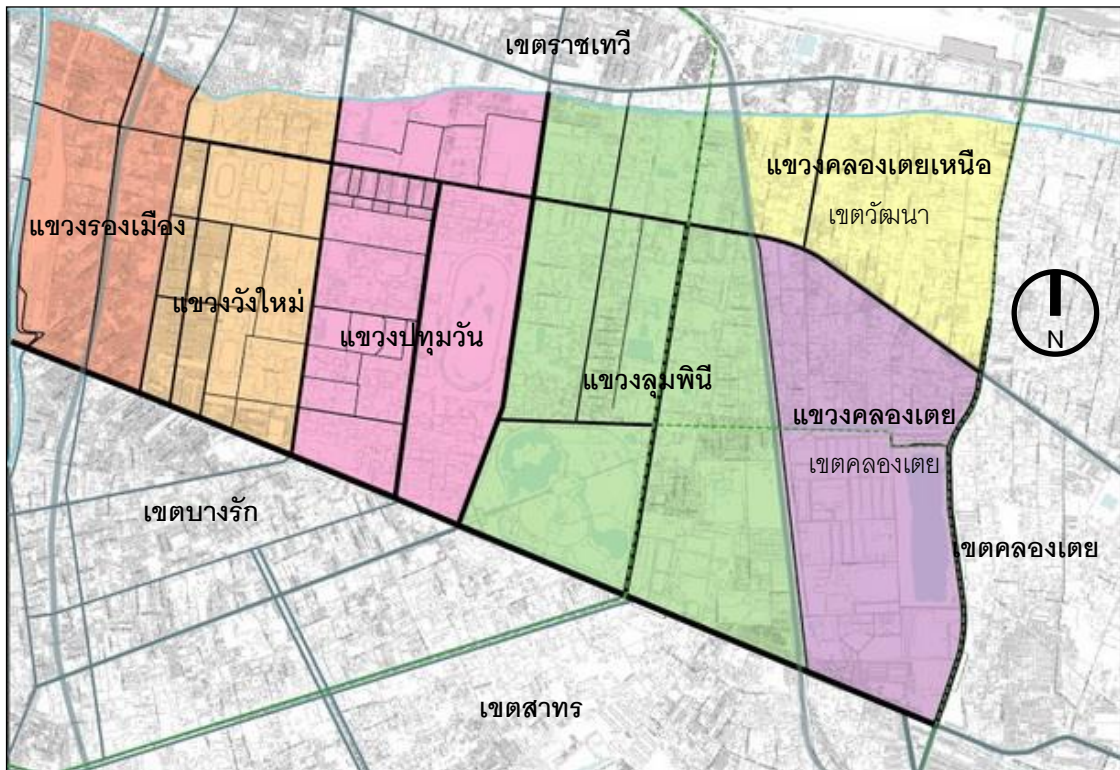 เขตราชเทวี
แขวงคลองเตยเหนือ
เขตวัฒนา
แขวงรองเมือง
แขวงวังใหม่
แขวงปทุมวัน
N
แขวงลุมพินี
แขวงคลองเตย
เขตคลองเตย
เขตบางรัก
เขตคลองเตย
เขตสาทร